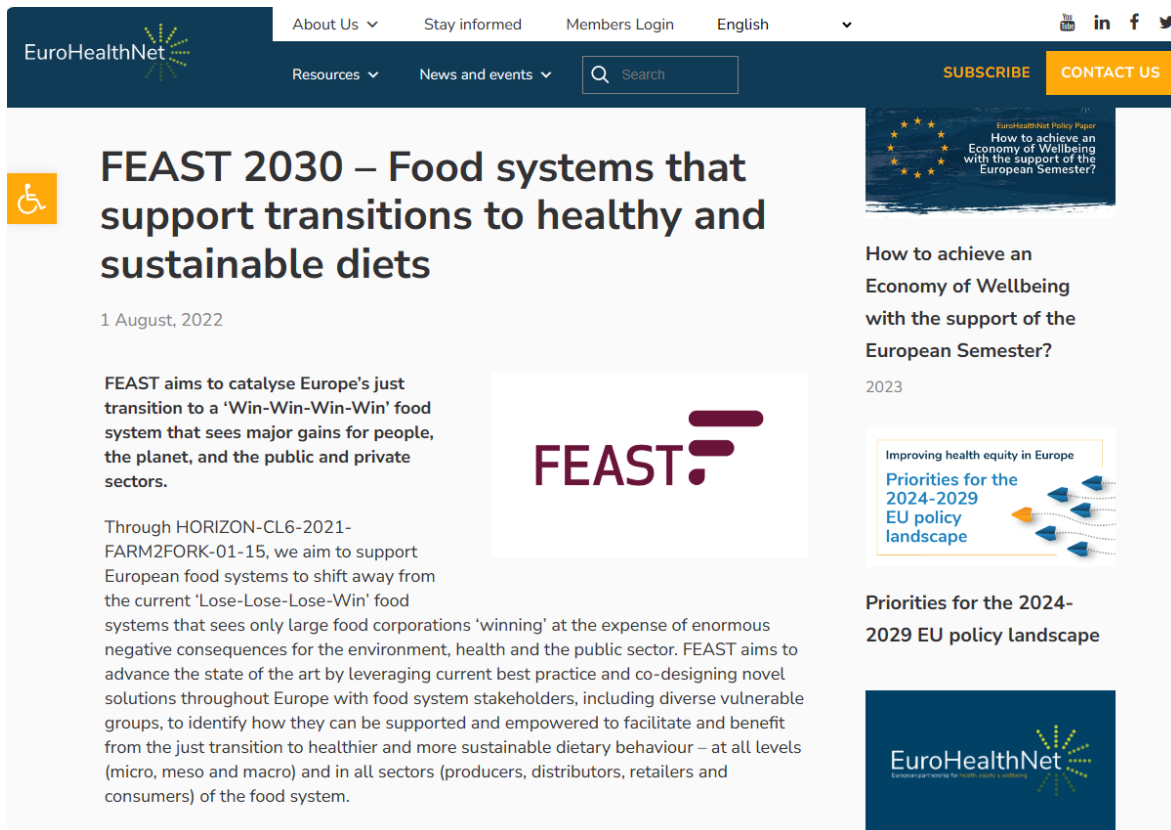 About Us
Stay informed
Members Login
English
You
Tube
in
f
EuroHealthNet
Resources
News and events
Search
SUBSCRIBE
CONTACT US
FEAST 2030 – Food systems that
support transitions to healthy and
sustainable diets
1 August, 2022
FEAST aims to catalyse Europe's just
transition to a ‘Win-Win-Win-Win’ food
system that sees major gains for people,
the planet, and the public and private
sectors.
FEAST
Through HORIZON-CL6-2021-
FARM2FORK-01-15, we aim to support
European food systems to shift away from
the current ‘Lose-Lose-Lose-Win’ food
systems that sees only large food corporations ‘winning’ at the expense of enormous
negative consequences for the environment, health and the public sector. FEAST aims to
advance the state of the art by leveraging current best practice and co-designing novel
solutions throughout Europe with food system stakeholders, including diverse vulnerable
groups, to identify how they can be supported and empowered to facilitate and benefit
from the just transition to healthier and more sustainable dietary behaviour – at all levels
(micro, meso and macro) and in all sectors (producers, distributors, retailers and
consumers) of the food system.
EuroHealthNet Policy Paper
How to achieve an
Economy of Wellbeing
with the support of the
European Semester?
How to achieve an
Economy of Wellbeing
with the support of the
European Semester?
2023
Improving health equity in Europe
Priorities for the
2024-2029
EU policy
landscape
Priorities for the 2024-
2029 EU policy landscape
EuroHealthNet
European partnership for health, equity & wellbeing